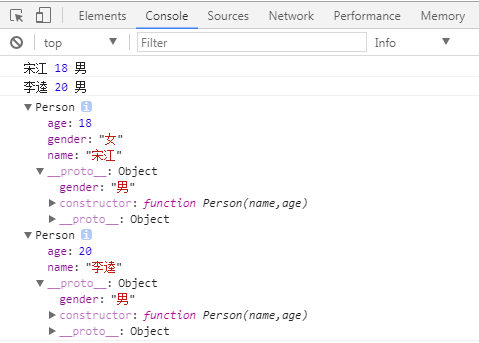 Elements Console Sources Network Performance Memory
top Filter Info
宋江 18 男
李逵 20 男
Person i
age: 18
gender: "女"
name: "宋江"
__proto__: Object
gender: "男"
constructor: function Person(name,age)
__proto__: Object
Person i
age: 20
name: "李逵"
__proto__: Object
gender: "男"
constructor: function Person(name,age)
__proto__: Object